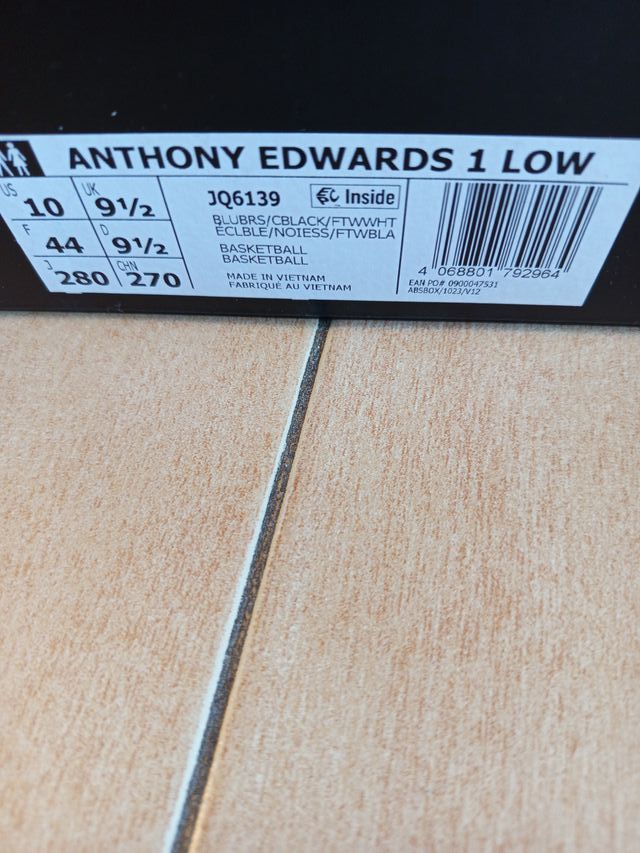 ANTHONY EDWARDS 1 LOW
US 10 UK 9½
F 44 D 9½
J 280 CHN 270
JQ6139 Inside
BLUBRS/CBLACK/FTWWHT
ECLBLE/NOIESS/FTWBLA
BASKETBALL
BASKETBALL
MADE IN VIETNAM
FABRIQUÉ AU VIETNAM
4 068801 792964
EAN PO# 0900047531
ABSBOX/1023/V12